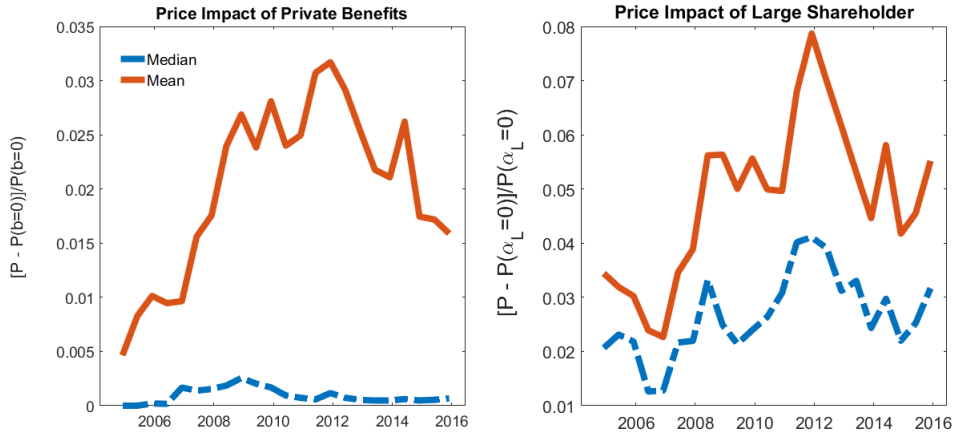 Price Impact of Private Benefits
[P - P(b=0)]/P(b=0)
0.035
0.03
0.025
0.02
0.015
0.01
0.005
0
Median
Mean
2006 2008 2010 2012 2014 2016
Price Impact of Large Shareholder
[P - P(α_L=0)]/P(α_L=0)
0.08
0.07
0.06
0.05
0.04
0.03
0.02
0.01
2006 2008 2010 2012 2014 2016